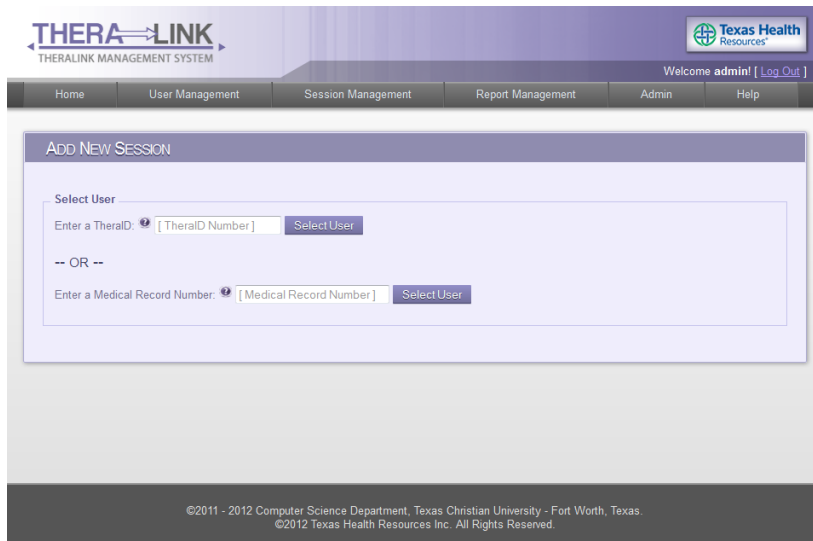 THERA LINK
THERALINK MANAGEMENT SYSTEM
Texas Health
Resources®
Welcome admin! [ Log Out ]
Home User Management Session Management Report Management Admin Help
ADD NEW SESSION
Select User
Enter a TheraID: [ TheraID Number ] Select User
-- OR --
Enter a Medical Record Number: [ Medical Record Number ] Select User
©2011 - 2012 Computer Science Department, Texas Christian University - Fort Worth, Texas.
©2012 Texas Health Resources Inc. All Rights Reserved.